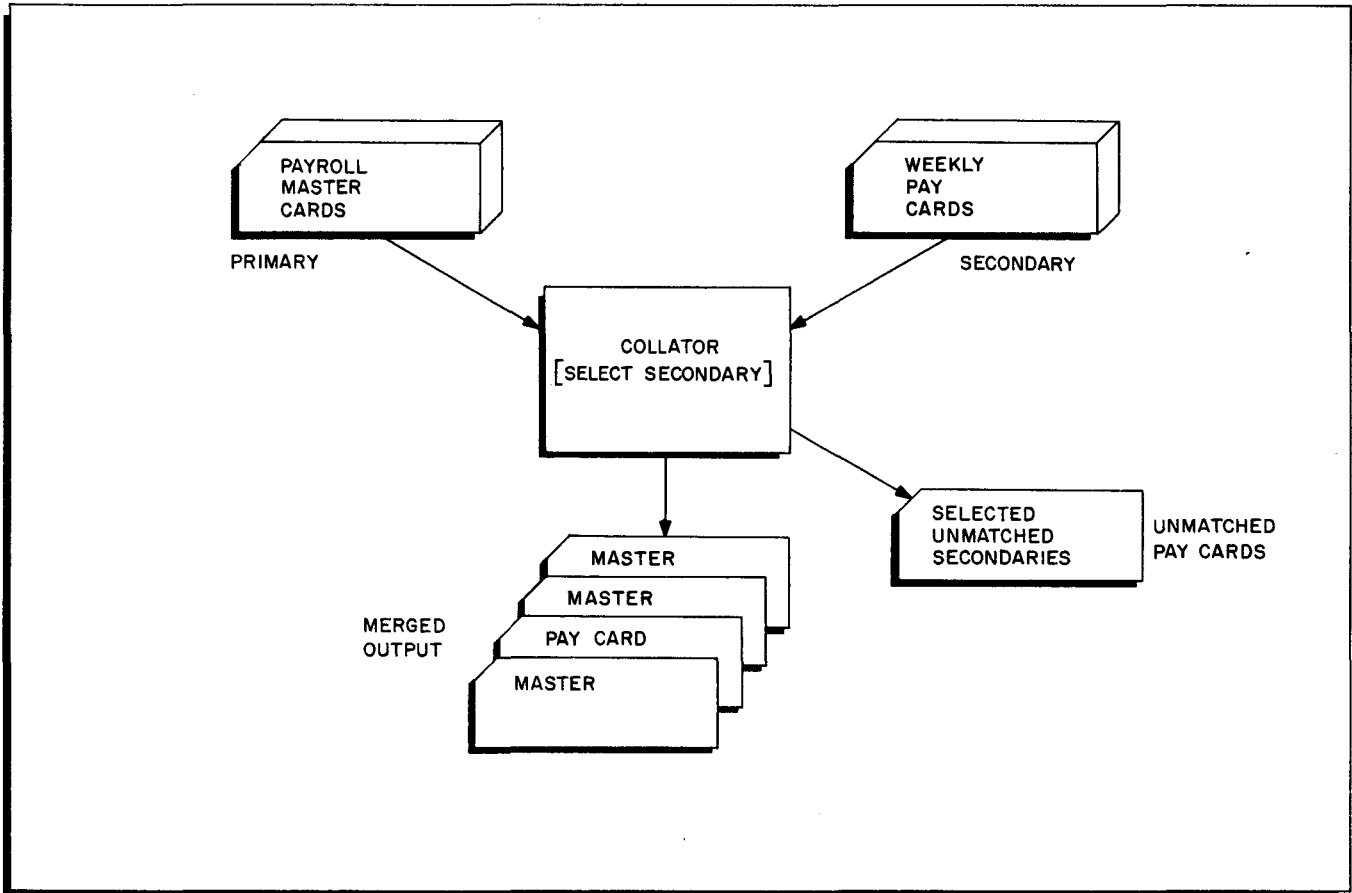 PAYROLL
MASTER
CARDS
PRIMARY
WEEKLY
PAY
CARDS
SECONDARY
COLLATOR
[SELECT SECONDARY]
SELECTED
UNMATCHED
SECONDARIES
UNMATCHED
PAY CARDS
MERGED
OUTPUT
MASTER
MASTER
PAY CARD
MASTER